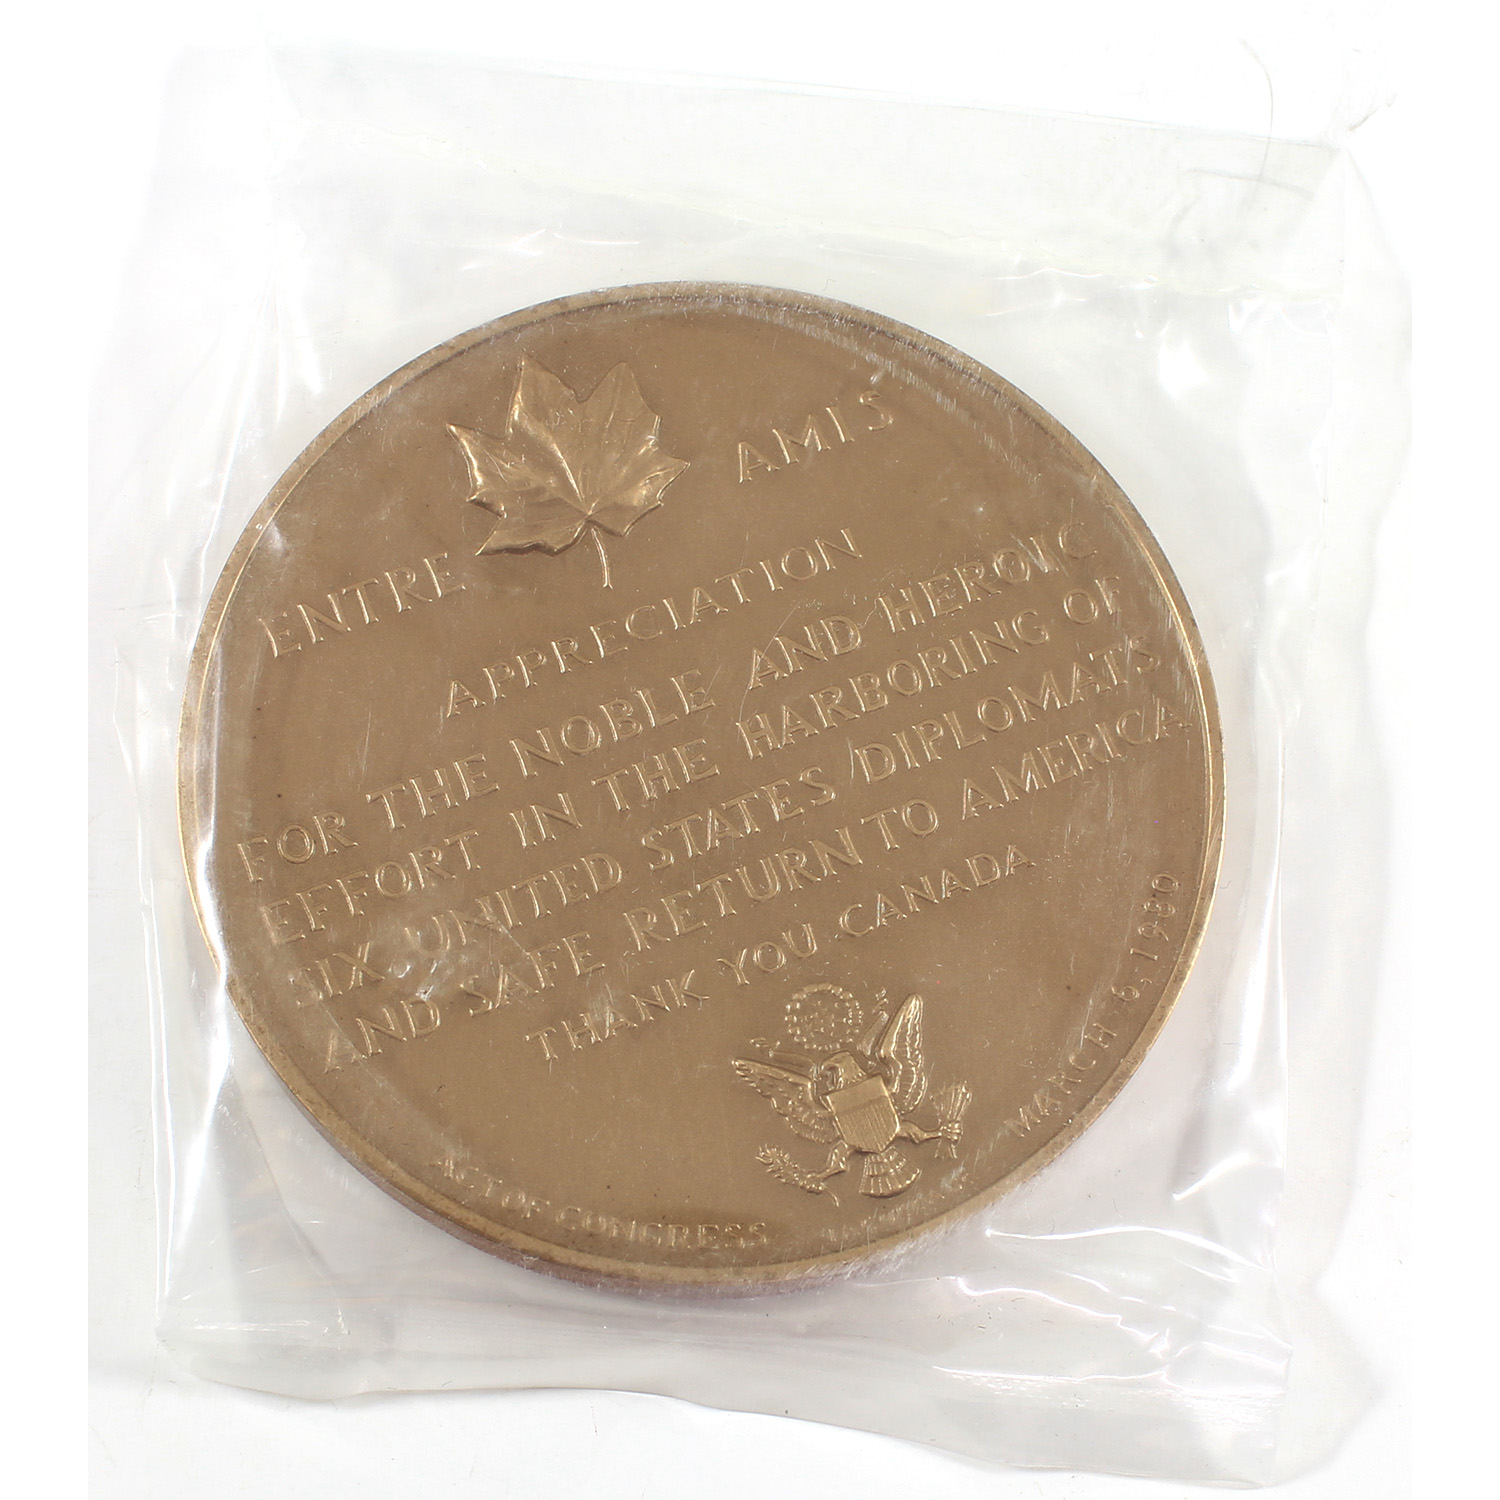 ENTRE AMIS
APPRECIATION
FOR THE NOBLE AND HEROIC
EFFORT IN THE HARBORING OF
SIX UNITED STATES DIPLOMATS
AND SAFE RETURN TO AMERICA
THANK YOU CANADA
ACT OF CONGRESS
MARCH 6, 1980